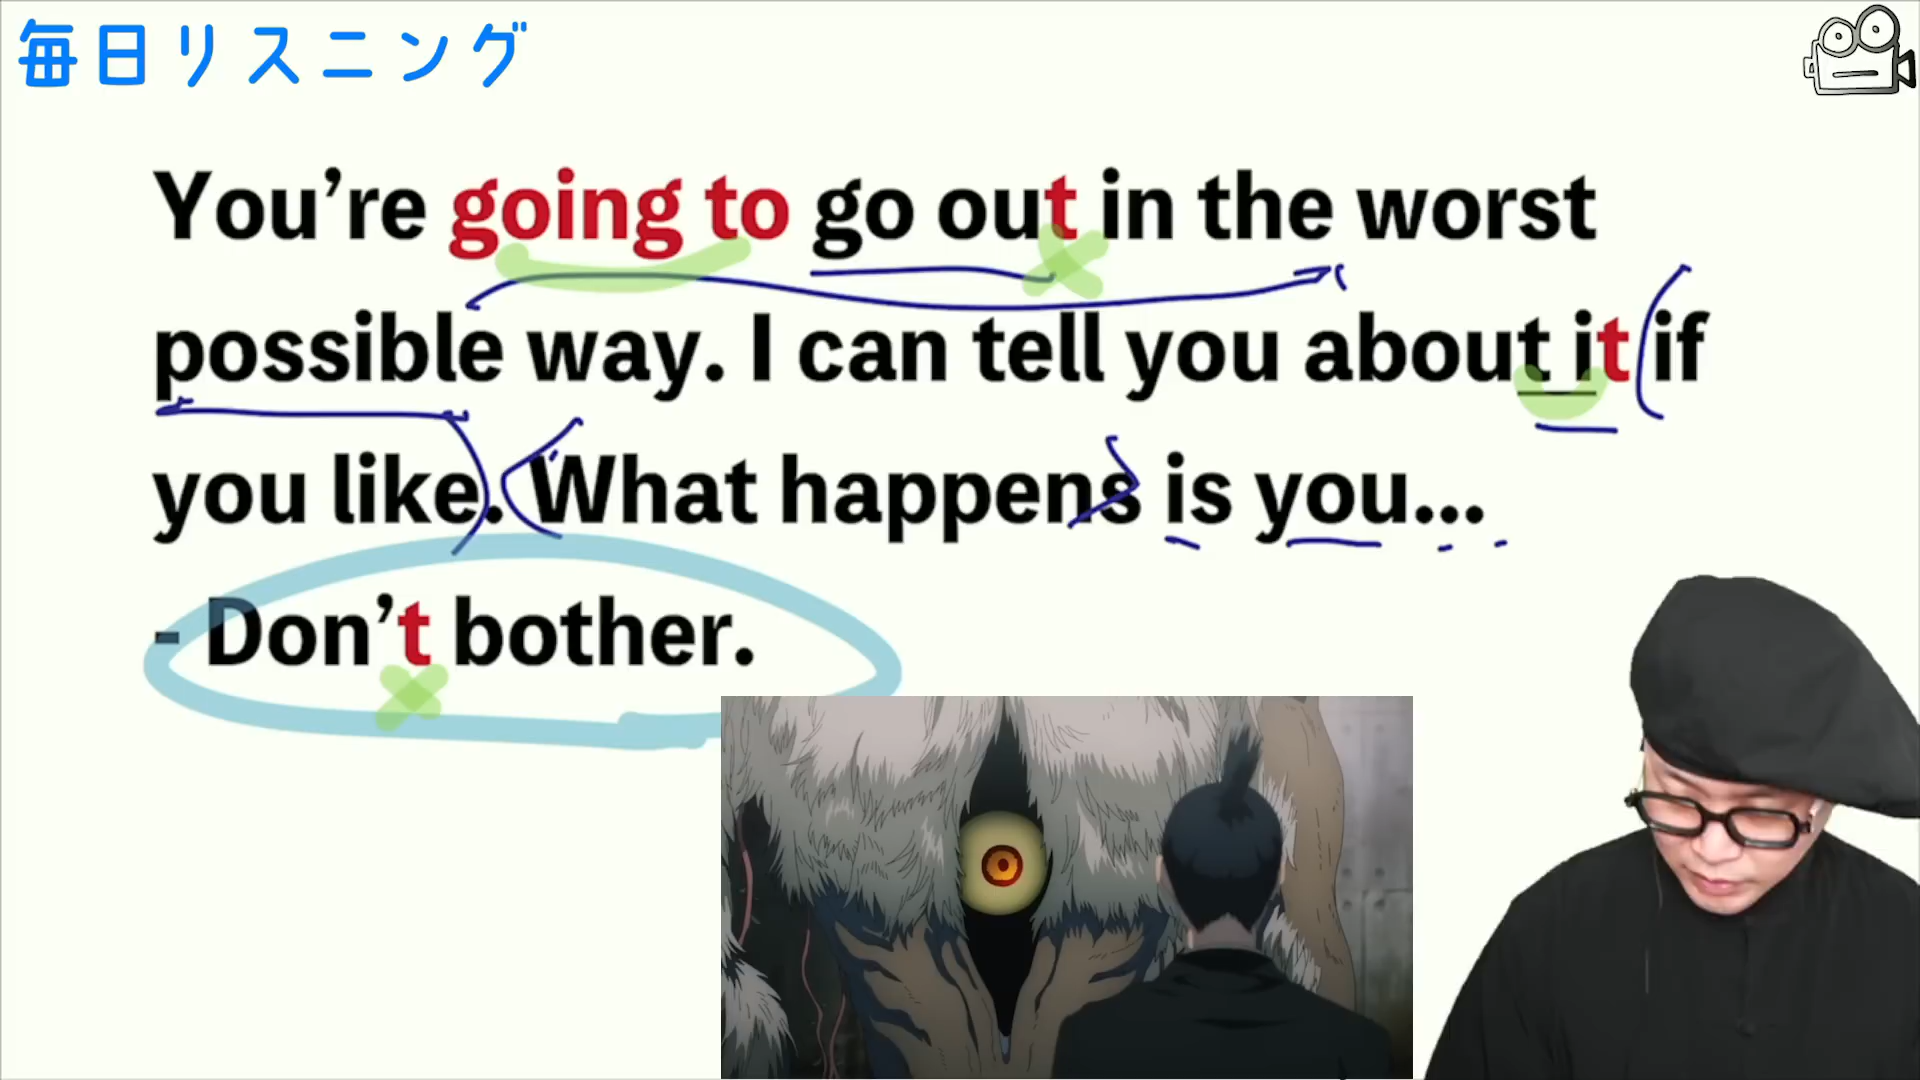 毎日リスニング
You’re going to go out in the worst
possible way. I can tell you about it if
you like. What happens is you...
- Don’t bother.